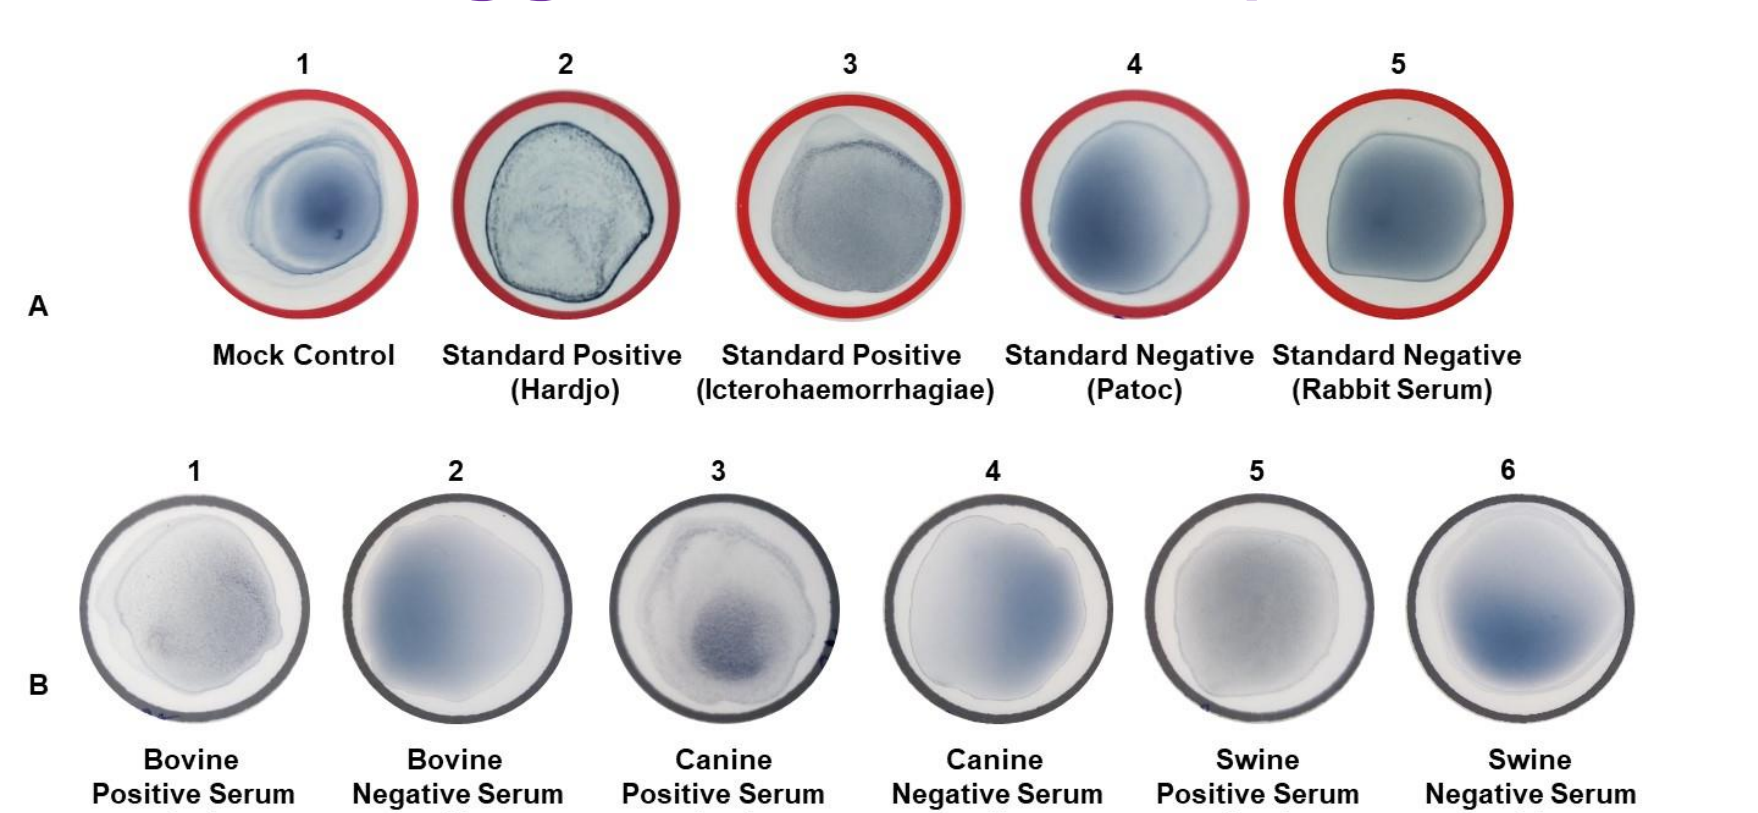 1 2 3 4 5
A
Mock Control Standard Positive Standard Positive Standard Negative Standard Negative
(Hardjo) (Icterohaemorrhagiae) (Patoc) (Rabbit Serum)
1 2 3 4 5 6
B
Bovine Bovine Canine Canine Swine Swine
Positive Serum Negative Serum Positive Serum Negative Serum Positive Serum Negative Serum